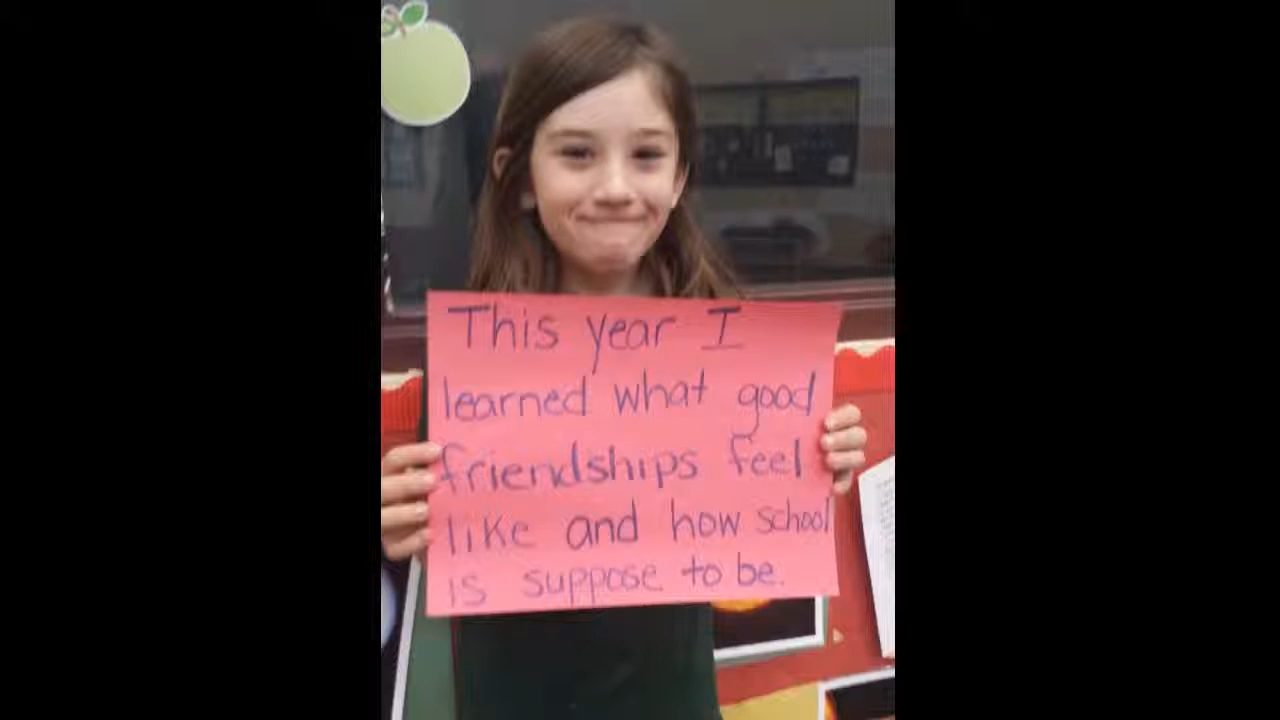 This year I
learned what good
friendships feel
like and how school
is suppose to be.